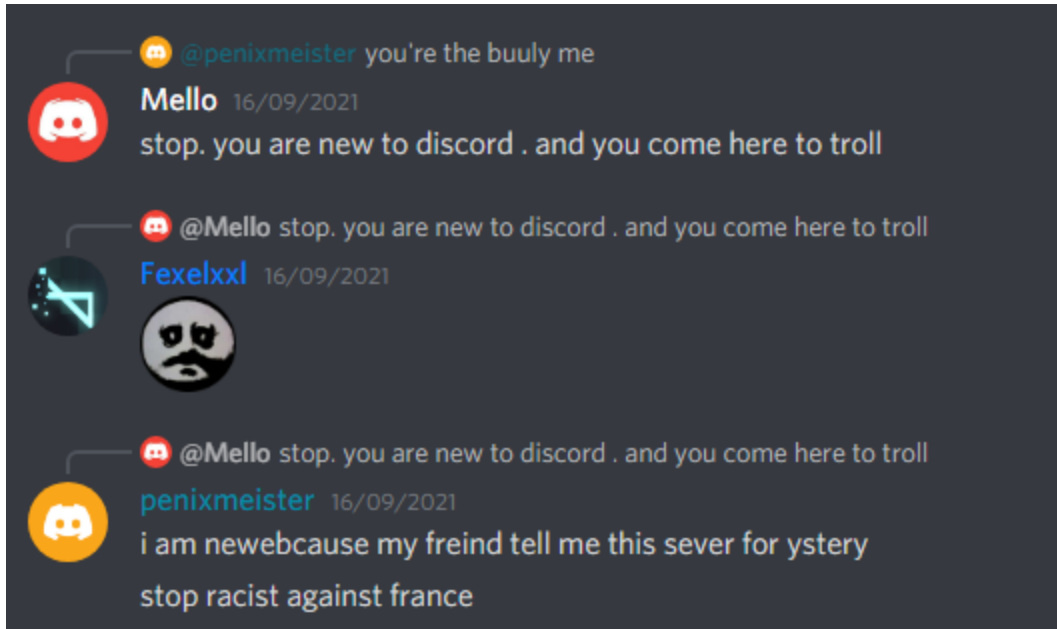 @penixmeister you're the buuly me
Mello 16/09/2021
stop. you are new to discord . and you come here to troll
@Mello stop. you are new to discord . and you come here to troll
Fexelxxl 16/09/2021
@Mello stop. you are new to discord . and you come here to troll
penixmeister 16/09/2021
i am newebcause my freind tell me this sever for ystery
stop racist against france